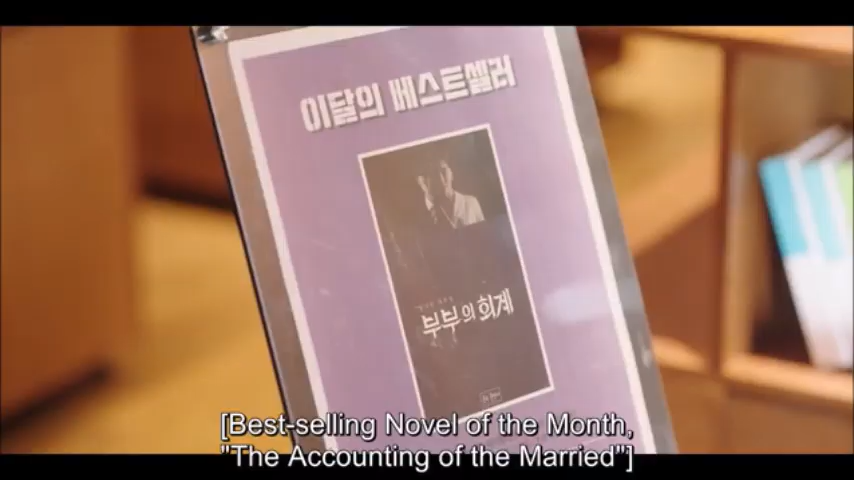 이달의 베스트셀러
부부의 회계
[Best-selling Novel of the Month,
"The Accounting of the Married"]